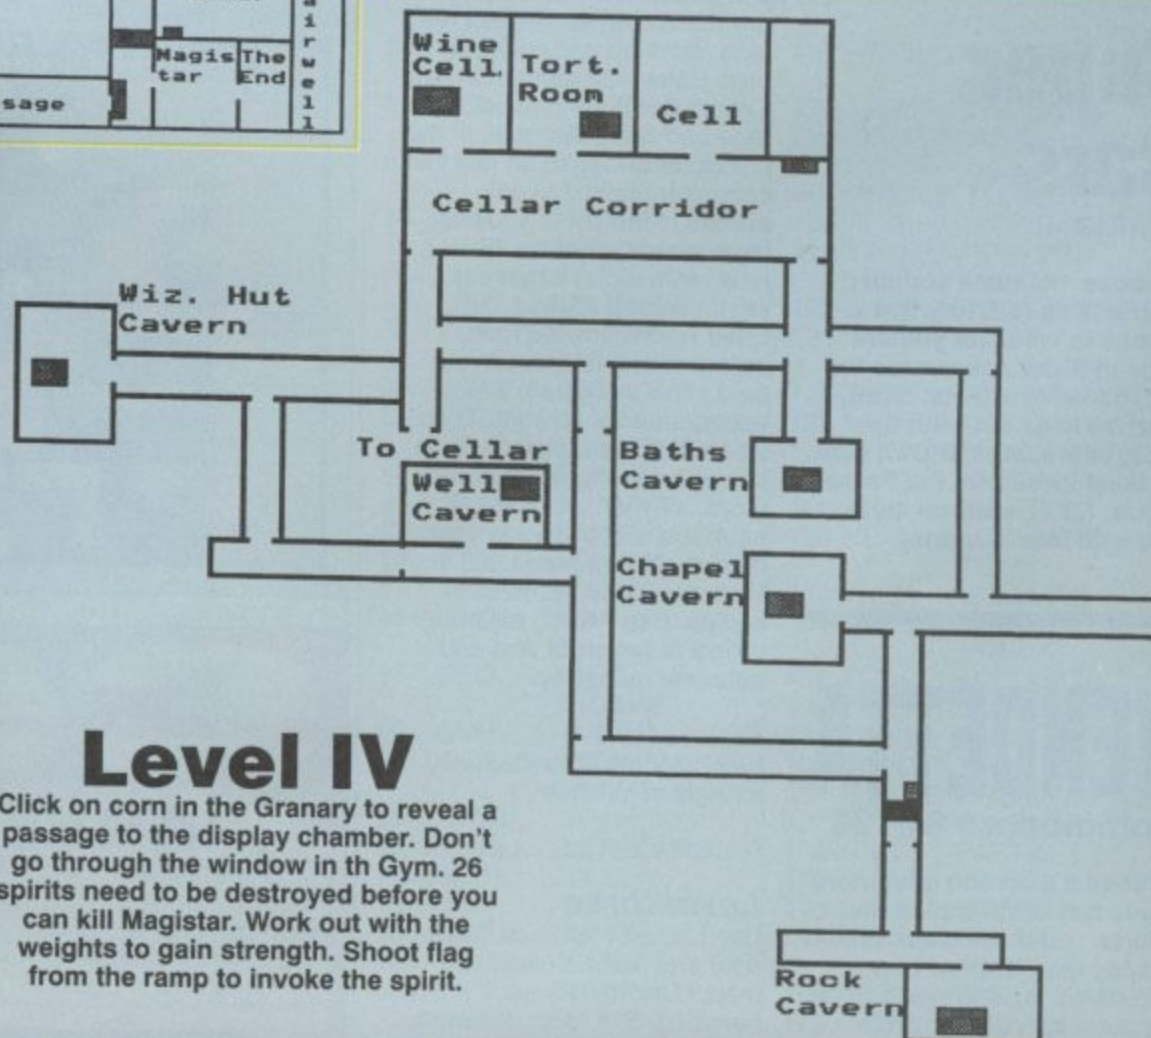 a
i
r
w
e
l
l
Magis The
tar End
sage
Wine
Cell
Tort.
Room
Cell
Cellar Corridor
Wiz. Hut
Cavern
To Cellar
Well
Cavern
Baths
Cavern
Chapel
Cavern
Level IV
Click on corn in the Granary to reveal a
passage to the display chamber. Don't
go through the window in th Gym. 26
spirits need to be destroyed before you
can kill Magistar. Work out with the
weights to gain strength. Shoot flag
from the ramp to invoke the spirit.
Rock
Cavern